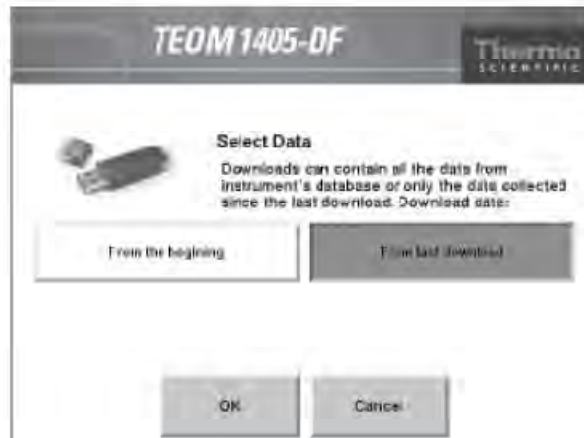 TEOM 1405-DF
Thermo
SCIENTIFIC
Select Data
Downloads can contain all the data from
instrument's database or only the data collected
since the last download. Download data:
From the begining
From last download
OK
Cancel